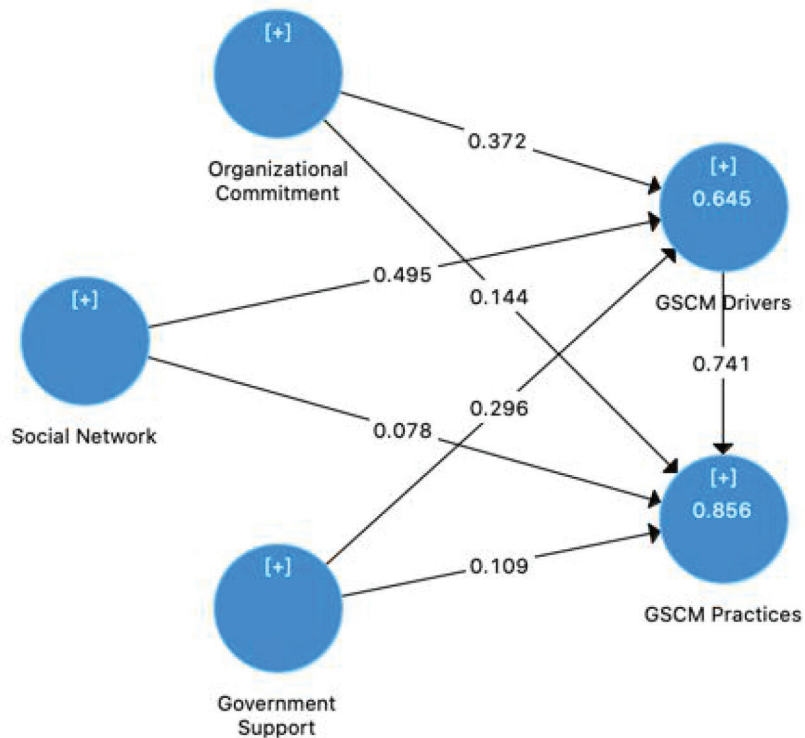 [+]
Organizational
Commitment
0.372
[+]
0.645
GSCM Drivers
0.495
0.144
[+]
Social Network
0.741
0.296
0.078
[+]
0.856
GSCM Practices
0.109
[+]
Government
Support